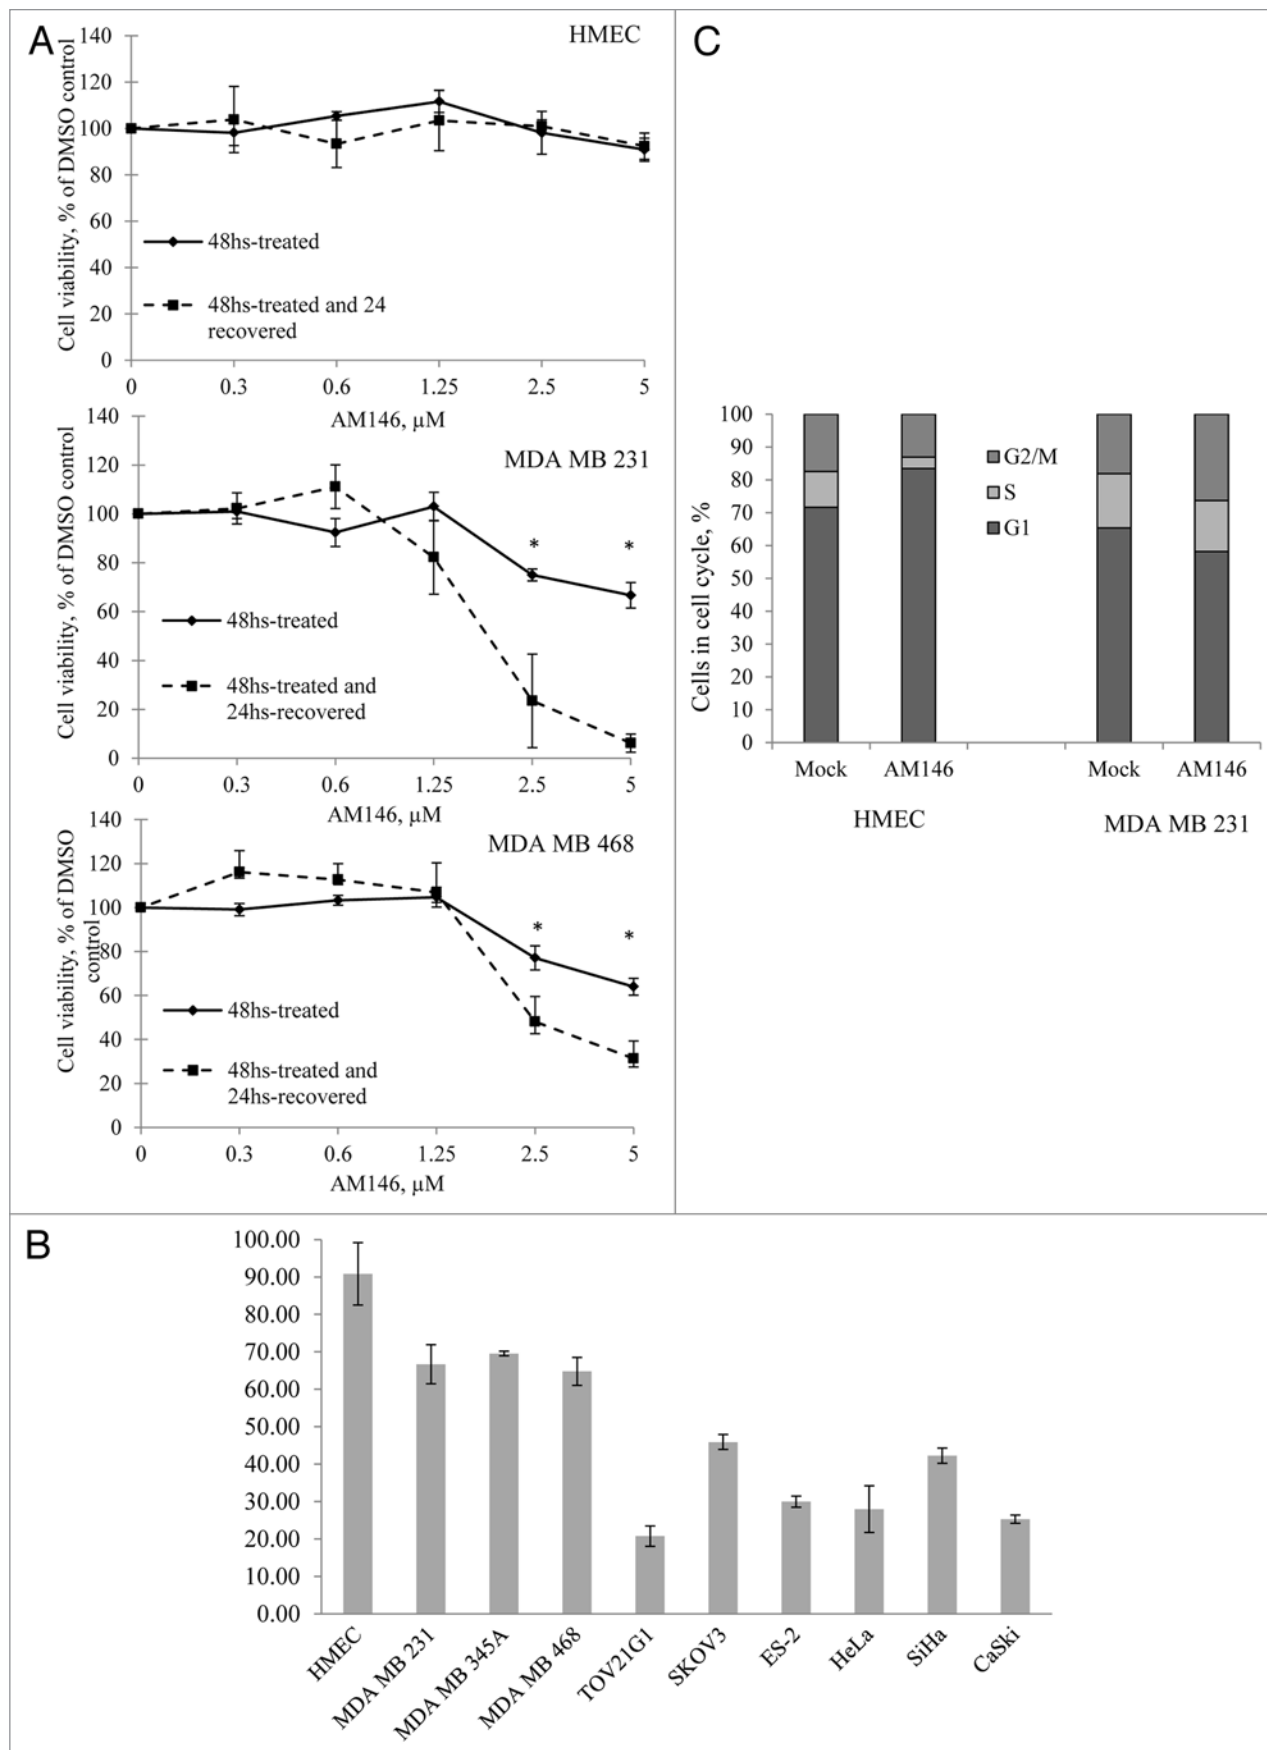 A
HMEC
Cell viability, % of DMSO control
140
120
100
80
60
40
20
0
48hs-treated
48hs-treated and 24
recovered
0 0.3 0.6 1.25 2.5 5
AM146, µM
MDA MB 231
Cell viability, % of DMSO control
140
120
100
80
60
40
20
0
* *
48hs-treated
48hs-treated and
24hs-recovered
0 0.3 0.6 1.25 2.5 5
AM146, µM
MDA MB 468
Cell viability, % of DMSO
control
140
120
100
80
60
40
20
0
* *
48hs-treated
48hs-treated and
24hs-recovered
0 0.3 0.6 1.25 2.5 5
AM146, µM
C
Cells in cell cycle, %
100
90
80
70
60
50
40
30
20
10
0
G2/M
S
G1
Mock AM146 Mock AM146
HMEC MDA MB 231
B
100.00
90.00
80.00
70.00
60.00
50.00
40.00
30.00
20.00
10.00
0.00
HMEC
MDA MB 231
MDA MB 345A
MDA MB 468
TOV21G1
SKOV3
ES-2
HeLa
SiHa
CaSki